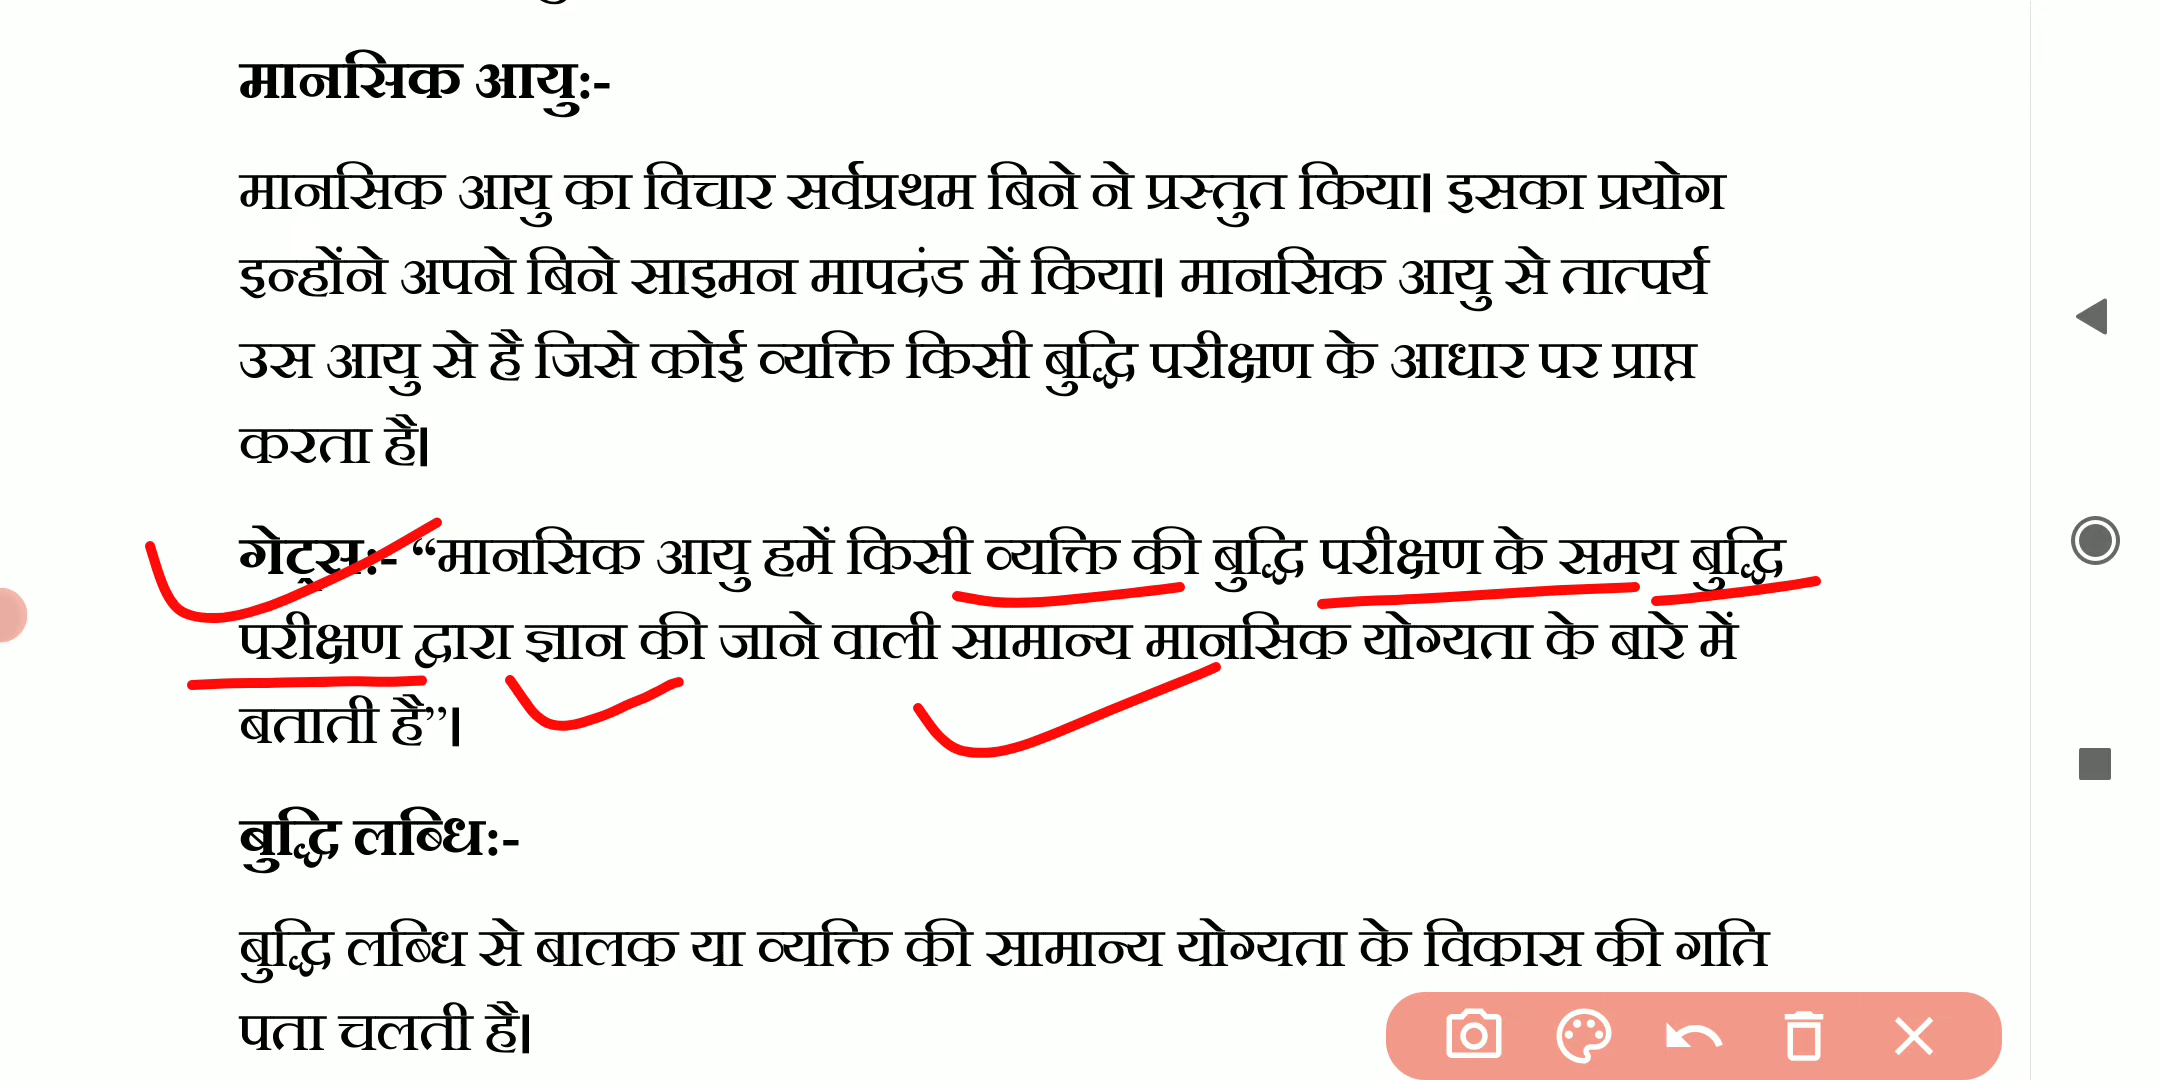 मानसिक आयु:-
मानसिक आयु का विचार सर्वप्रथम बिने ने प्रस्तुत किया। इसका प्रयोग
इन्होंने अपने बिने साइमन मापदंड में किया। मानसिक आयु से तात्पर्य
उस आयु से है जिसे कोई व्यक्ति किसी बुद्धि परीक्षण के आधार पर प्राप्त
करता है।
गेट्स:- “मानसिक आयु हमें किसी व्यक्ति की बुद्धि परीक्षण के समय बुद्धि
परीक्षण द्वारा ज्ञान की जाने वाली सामान्य मानसिक योग्यता के बारे में
बताती है”।
बुद्धि लब्धि:-
बुद्धि लब्धि से बालक या व्यक्ति की सामान्य योग्यता के विकास की गति
पता चलती है।